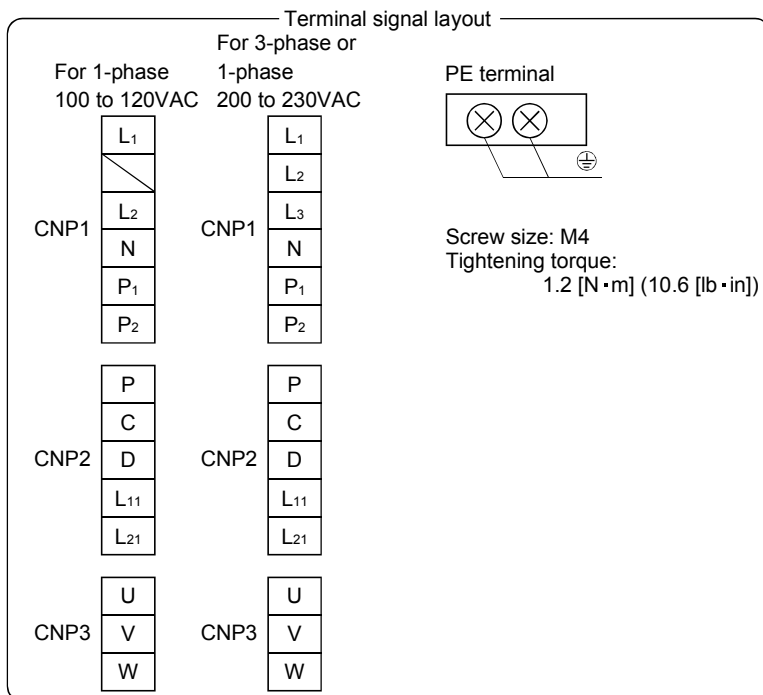 Terminal signal layout
For 1-phase
100 to 120VAC
For 3-phase or
1-phase
200 to 230VAC
CNP1
L1
L2
N
P1
P2
CNP1
L1
L2
L3
N
P1
P2
CNP2
P
C
D
L11
L21
CNP2
P
C
D
L11
L21
CNP3
U
V
W
CNP3
U
V
W
PE terminal
Screw size: M4
Tightening torque:
1.2 [N·m] (10.6 [lb·in])